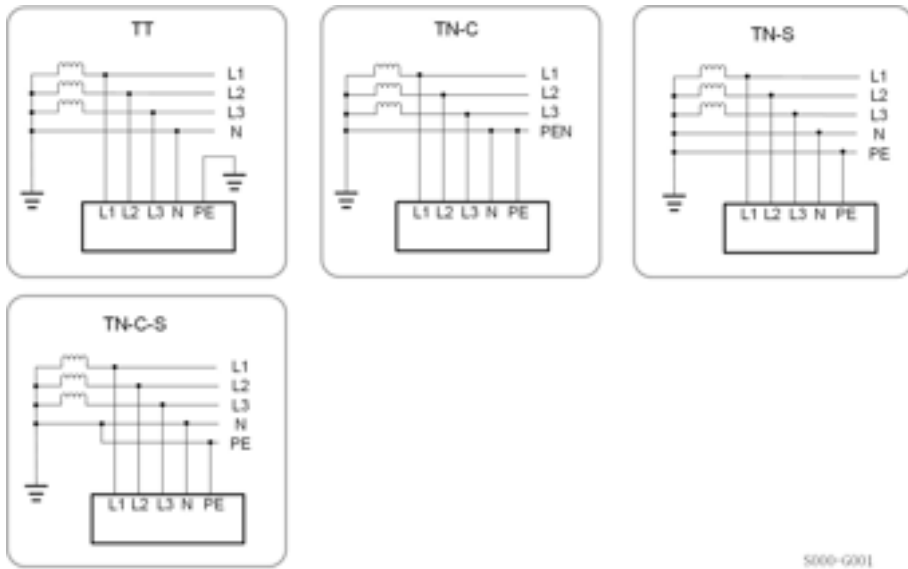 TT
L1
L2
L3
N
L1 L2 L3 N PE
TN-C
L1
L2
L3
PEN
L1 L2 L3 N PE
TN-S
L1
L2
L3
N
PE
L1 L2 L3 N PE
TN-C-S
L1
L2
L3
N
PE
L1 L2 L3 N PE
S000-G001